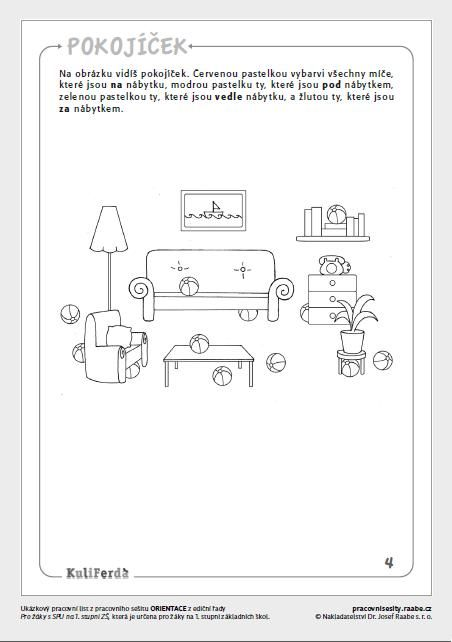 POKOJÍČEK
Na obrázku vidíš pokojíček. Červenou pastelkou vybarvi všechny míče,
které jsou na nábytku, modrou pastelku ty, které jsou pod nábytkem,
zelenou pastelkou ty, které jsou vedle nábytku, a žlutou ty, které jsou
za nábytkem.
4
KuliFerda
Ukázkový pracovní list z pracovního sešitu ORIENTACE z ediční řady
Pro žáky s SPU na 1. stupni ZŠ, která je určena pro žáky na 1. stupni základních škol.
pracovnisesity.raabe.cz
© Nakladatelství Dr. Josef Raabe s. r. o.